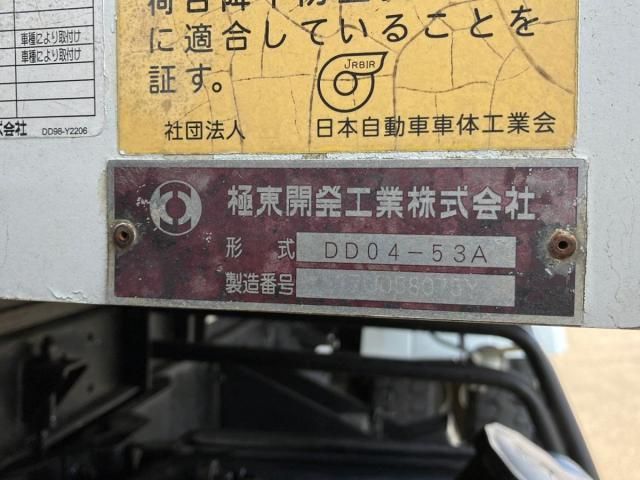 に適合していることを
証す。
JRBIR
社団法人 日本自動車車体工業会
車種により取付け
車種により取付け
式会社 DD98-Y2206
極東開発工業株式会社
形式 DD04-53A
製造番号